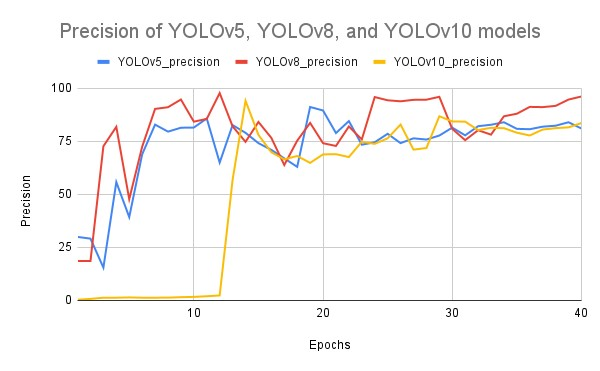 Precision of YOLOv5, YOLOv8, and YOLOv10 models
YOLOv5_precision YOLOv8_precision YOLOv10_precision
100
75
50
25
0
Precision
10 20 30 40
Epochs